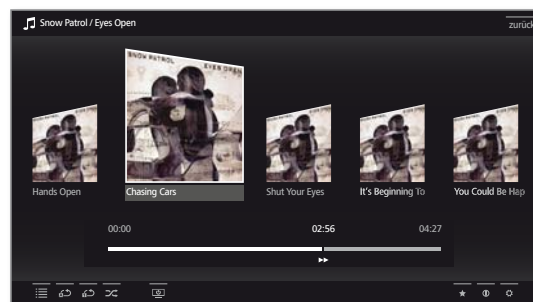 Snow Patrol / Eyes Open
zurück
SNOW PATROL EYES OPEN
Hands Open
Chasing Cars
Shut Your Eyes
It's Beginning To
You Could Be Hap
00:00
02:56
04:27